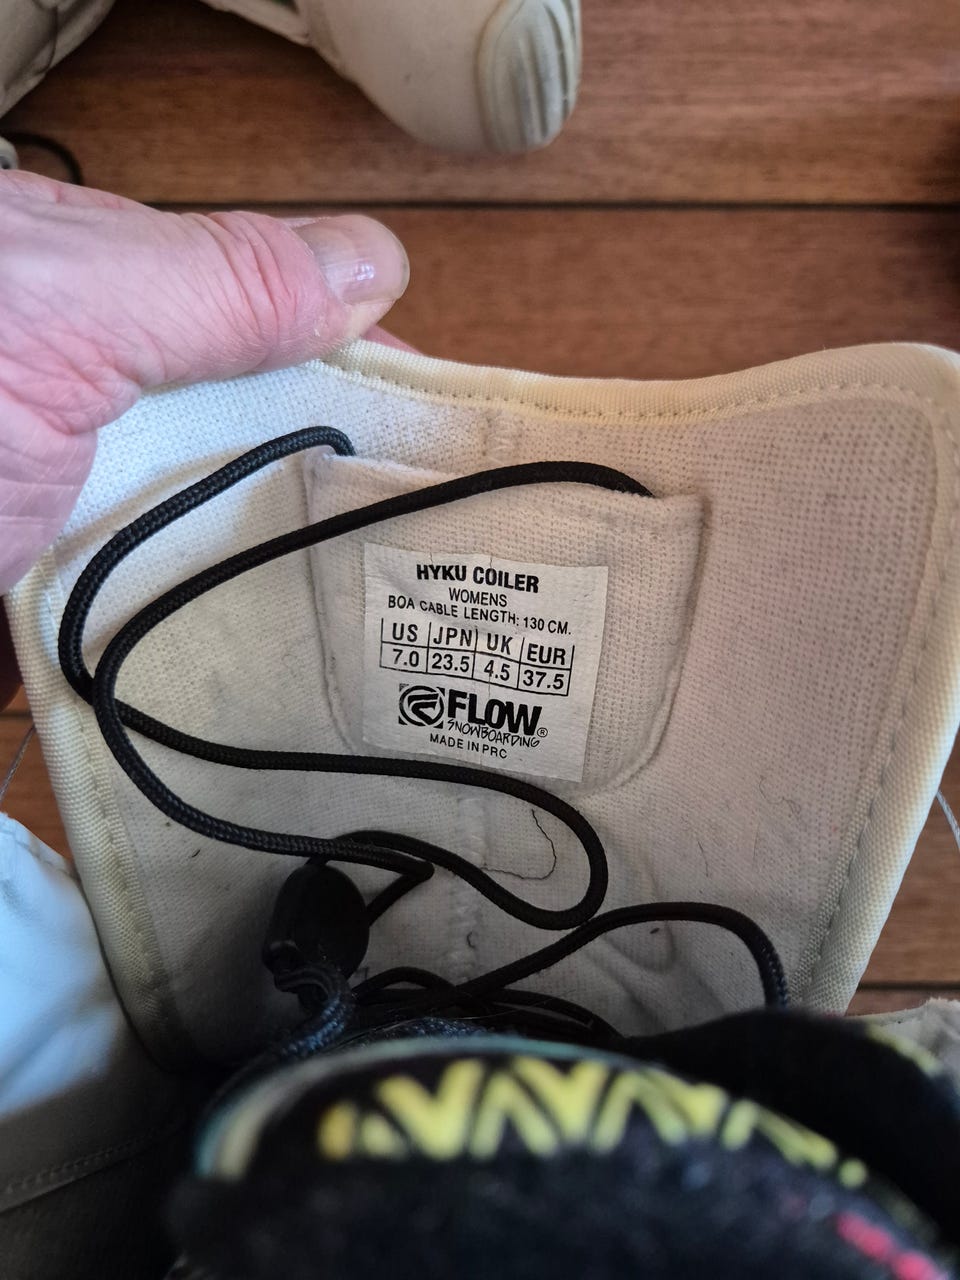 HYKU COILER
WOMENS
BOA CABLE LENGTH: 130 CM.
US JPN UK EUR
7.0 23.5 4.5 37.5
FLOW®
SNOWBOARDING
MADE IN PRC